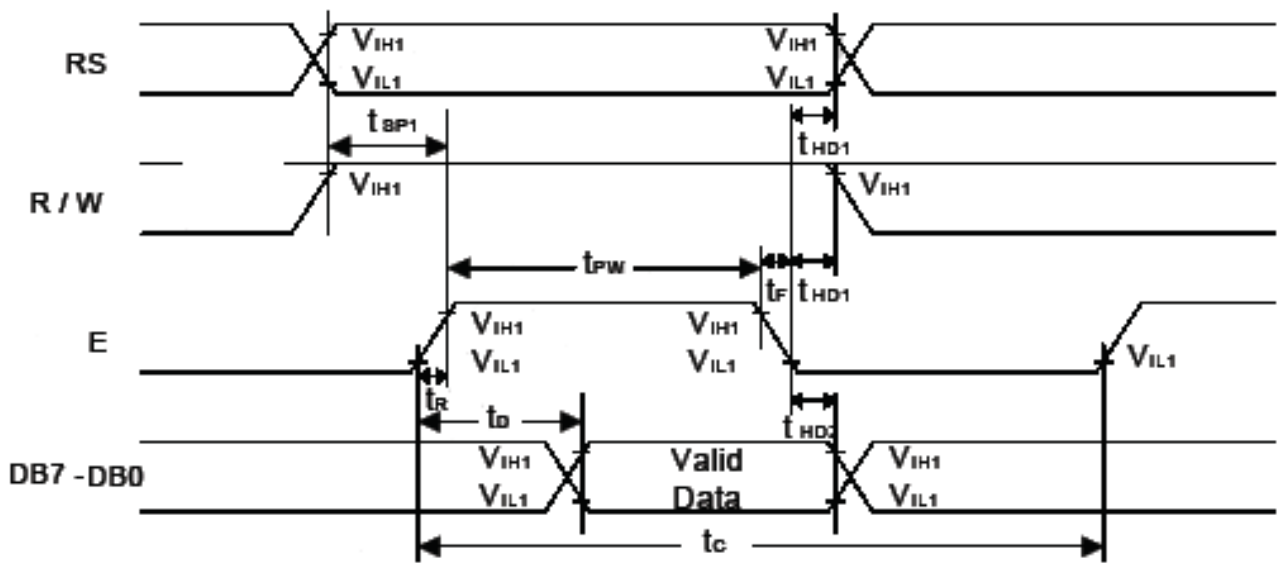 RS
VIH1
VIH1
VIL1
VIL1
tSP1
tHD1
R / W
VIH1
VIH1
tPW
tF
tHD1
E
VIH1
VIH1
VIL1
VIL1
VIL1
tR
tD
tHD2
DB7 -DB0
VIH1
Valid
VIH1
VIL1
Data
VIL1
tC